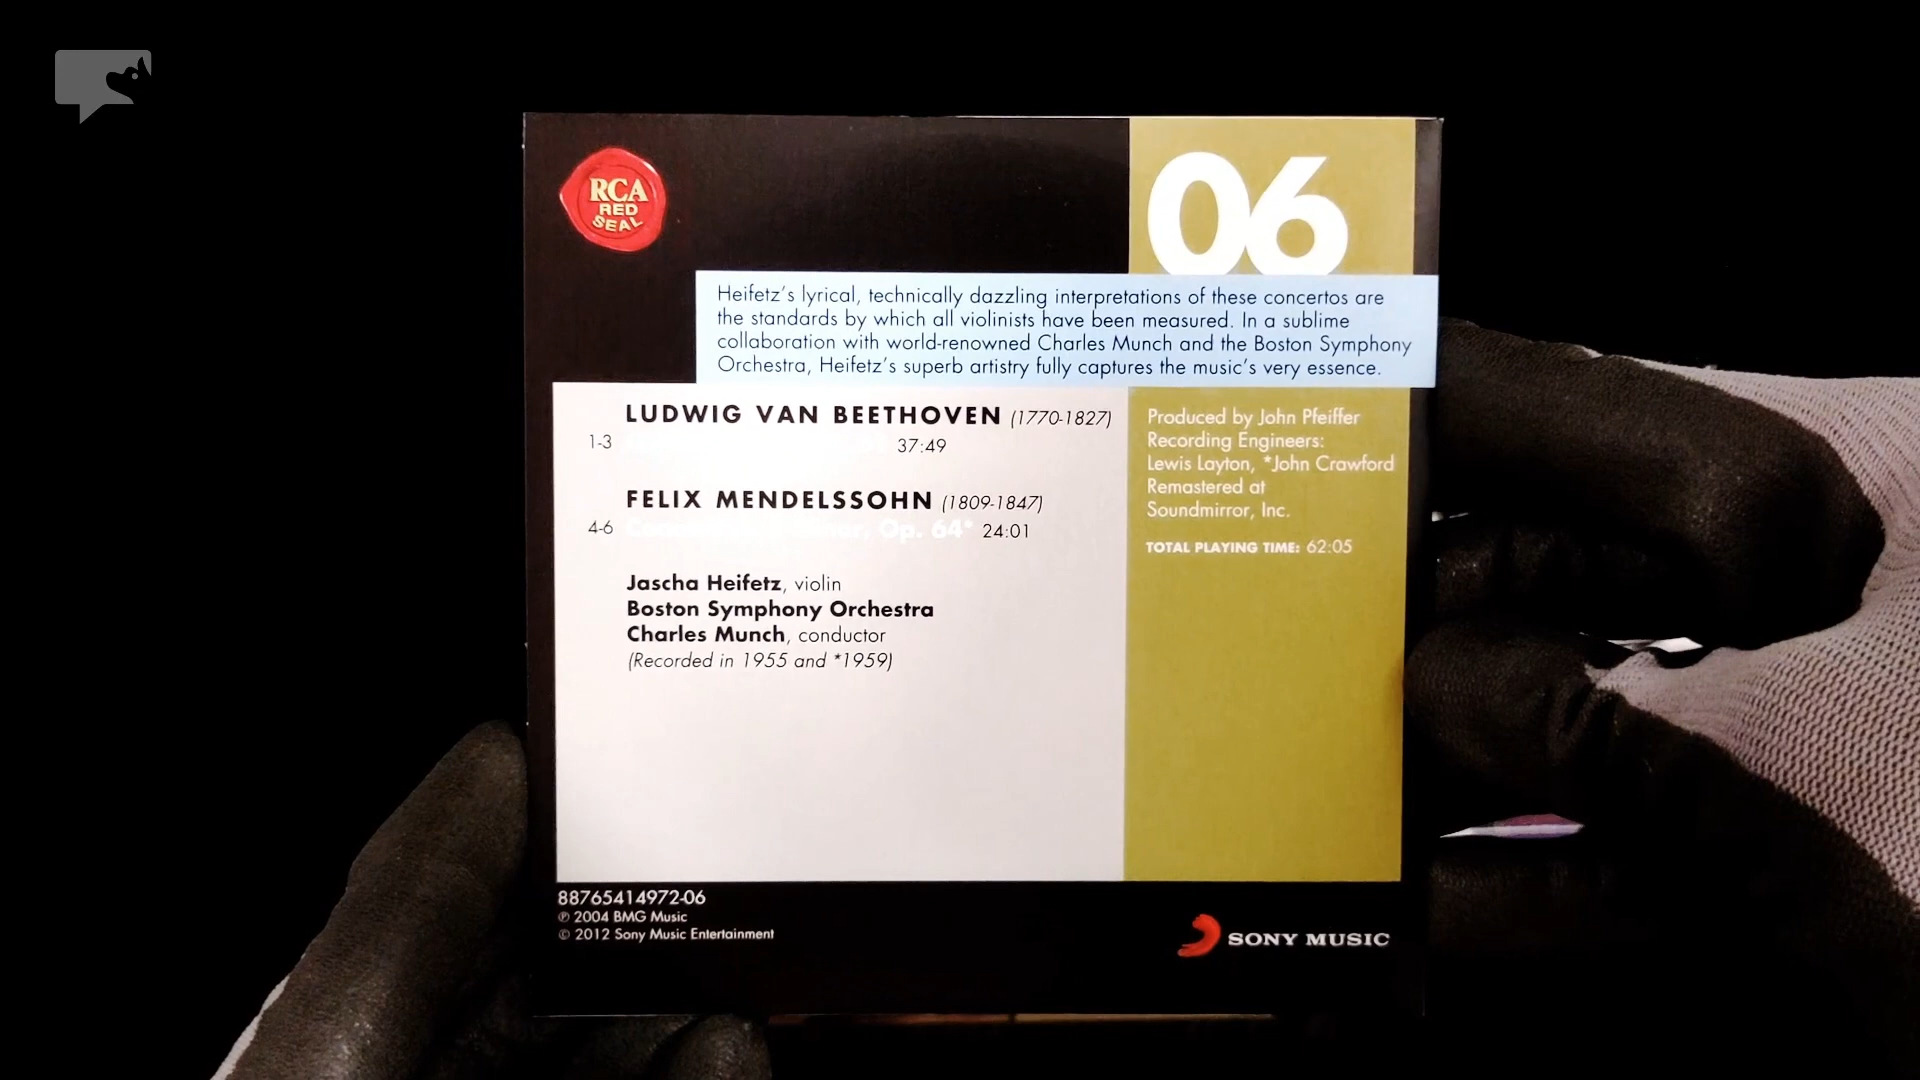 RCA
RED
SEAL
06
Heifetz's lyrical, technically dazzling interpretations of these concertos are
the standards by which all violinists have been measured. In a sublime
collaboration with world-renowned Charles Munch and the Boston Symphony
Orchestra, Heifetz's superb artistry fully captures the music's very essence.
LUDWIG VAN BEETHOVEN (1770-1827)
1-3 37:49
FELIX MENDELSSOHN (1809-1847)
4-6 Op. 64* 24:01
Jascha Heifetz, violin
Boston Symphony Orchestra
Charles Munch, conductor
(Recorded in 1955 and *1959)
Produced by John Pfeiffer
Recording Engineers:
Lewis Layton, *John Crawford
Remastered at
Soundmirror, Inc.
TOTAL PLAYING TIME: 62:05
88765414972-06
℗ 2004 BMG Music
© 2012 Sony Music Entertainment
SONY MUSIC